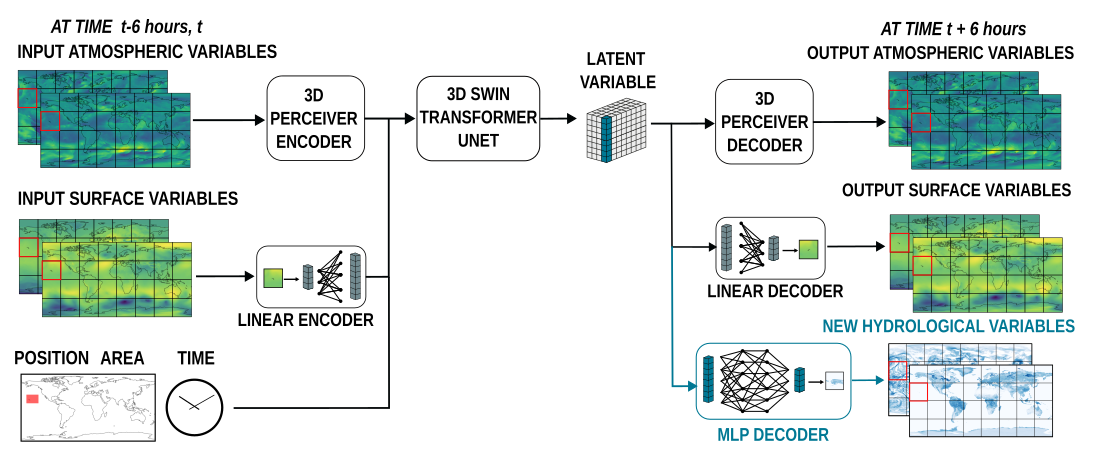 AT TIME t-6 hours, t
INPUT ATMOSPHERIC VARIABLES
3D
PERCEIVER
ENCODER
3D SWIN
TRANSFORMER
UNET
LATENT
VARIABLE
3D
PERCEIVER
DECODER
AT TIME t + 6 hours
OUTPUT ATMOSPHERIC VARIABLES
INPUT SURFACE VARIABLES
LINEAR ENCODER
OUTPUT SURFACE VARIABLES
LINEAR DECODER
NEW HYDROLOGICAL VARIABLES
POSITION AREA
TIME
MLP DECODER